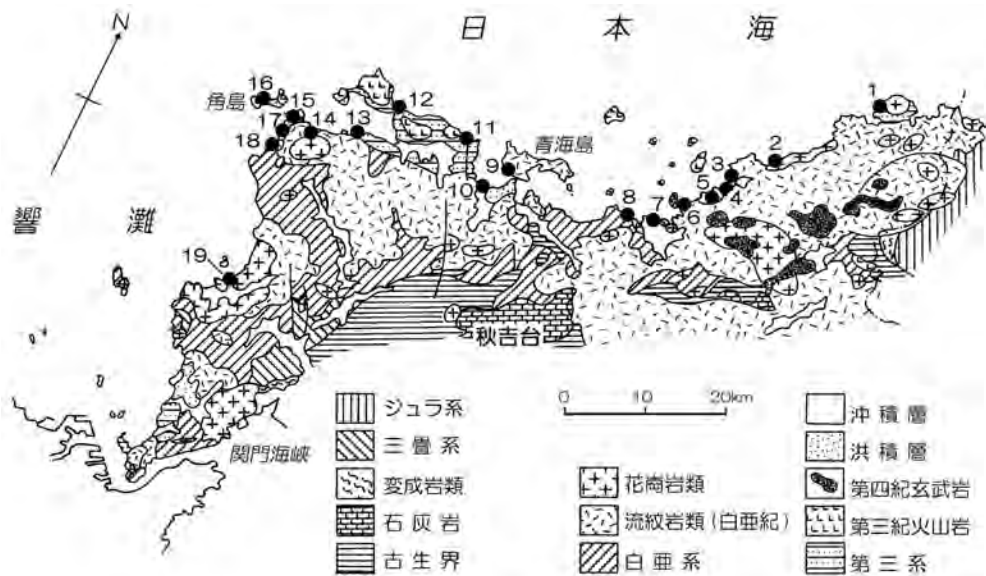 N
日本海
響灘
角島
青海島
秋吉台
関門海峡
1
2
3
4
5
6
7
8
9
10
11
12
13
14
15
16
17
18
19
0 10 20km
ジュラ系
三畳系
変成岩類
石灰岩
古生界
花崗岩類
流紋岩類(白亜紀)
白亜系
沖積層
洪積層
第四紀玄武岩
第三紀火山岩
第三系